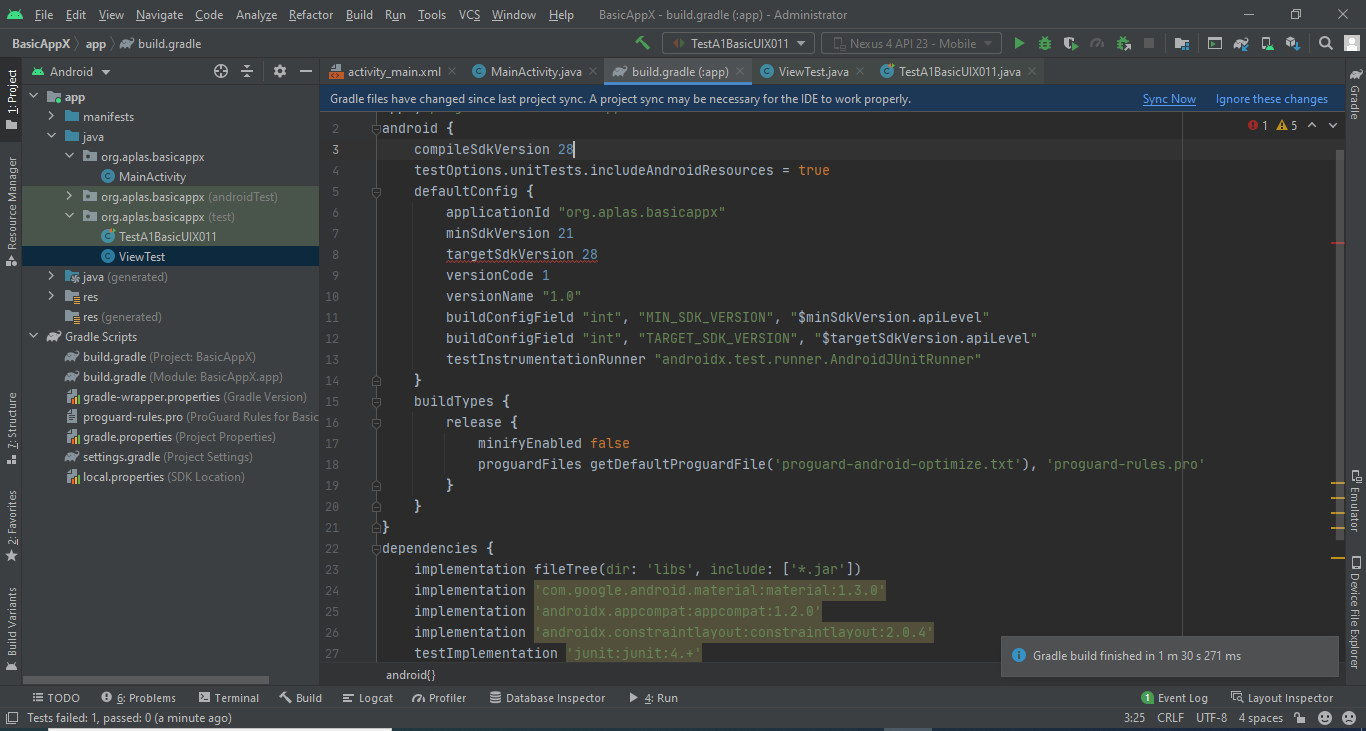 File Edit View Navigate Code Analyze Refactor Build Run Tools VCS Window Help BasicAppX - build.gradle (:app) - Administrator
BasicAppX app build.gradle TestA1BasicUIX011 Nexus 4 API 23 - Mobile
1: Project
Resource Manager
7: Structure
2: Favorites
Build Variants
Android
app
manifests
java
org.aplas.basicappx
MainActivity
org.aplas.basicappx (androidTest)
org.aplas.basicappx (test)
TestA1BasicUIX011
ViewTest
java (generated)
res
res (generated)
Gradle Scripts
build.gradle (Project: BasicAppX)
build.gradle (Module: BasicAppX.app)
gradle-wrapper.properties (Gradle Version)
proguard-rules.pro (ProGuard Rules for Basic
gradle.properties (Project Properties)
settings.gradle (Project Settings)
local.properties (SDK Location)
activity_main.xml MainActivity.java build.gradle (:app) ViewTest.java TestA1BasicUIX011.java
Gradle files have changed since last project sync. A project sync may be necessary for the IDE to work properly. Sync Now Ignore these changes
1 5
2 android {
3 compileSdkVersion 28
4 testOptions.unitTests.includeAndroidResources = true
5 defaultConfig {
6 applicationId "org.aplas.basicappx"
7 minSdkVersion 21
8 targetSdkVersion 28
9 versionCode 1
10 versionName "1.0"
11 buildConfigField "int", "MIN_SDK_VERSION", "$minSdkVersion.apiLevel"
12 buildConfigField "int", "TARGET_SDK_VERSION", "$targetSdkVersion.apiLevel"
13 testInstrumentationRunner "androidx.test.runner.AndroidJUnitRunner"
14 }
15 buildTypes {
16 release {
17 minifyEnabled false
18 proguardFiles getDefaultProguardFile('proguard-android-optimize.txt'), 'proguard-rules.pro'
19 }
20 }
21 }
22 dependencies {
23 implementation fileTree(dir: 'libs', include: ['*.jar'])
24 implementation 'com.google.android.material:material:1.3.0'
25 implementation 'androidx.appcompat:appcompat:1.2.0'
26 implementation 'androidx.constraintlayout:constraintlayout:2.0.4'
27 testImplementation 'junit:junit:4.+'
android{}
Gradle build finished in 1 m 30 s 271 ms
Gradle
Emulator
Device File Explorer
TODO 6: Problems Terminal Build Logcat Profiler Database Inspector 4: Run 1 Event Log Layout Inspector
Tests failed: 1, passed: 0 (a minute ago) 3:25 CRLF UTF-8 4 spaces